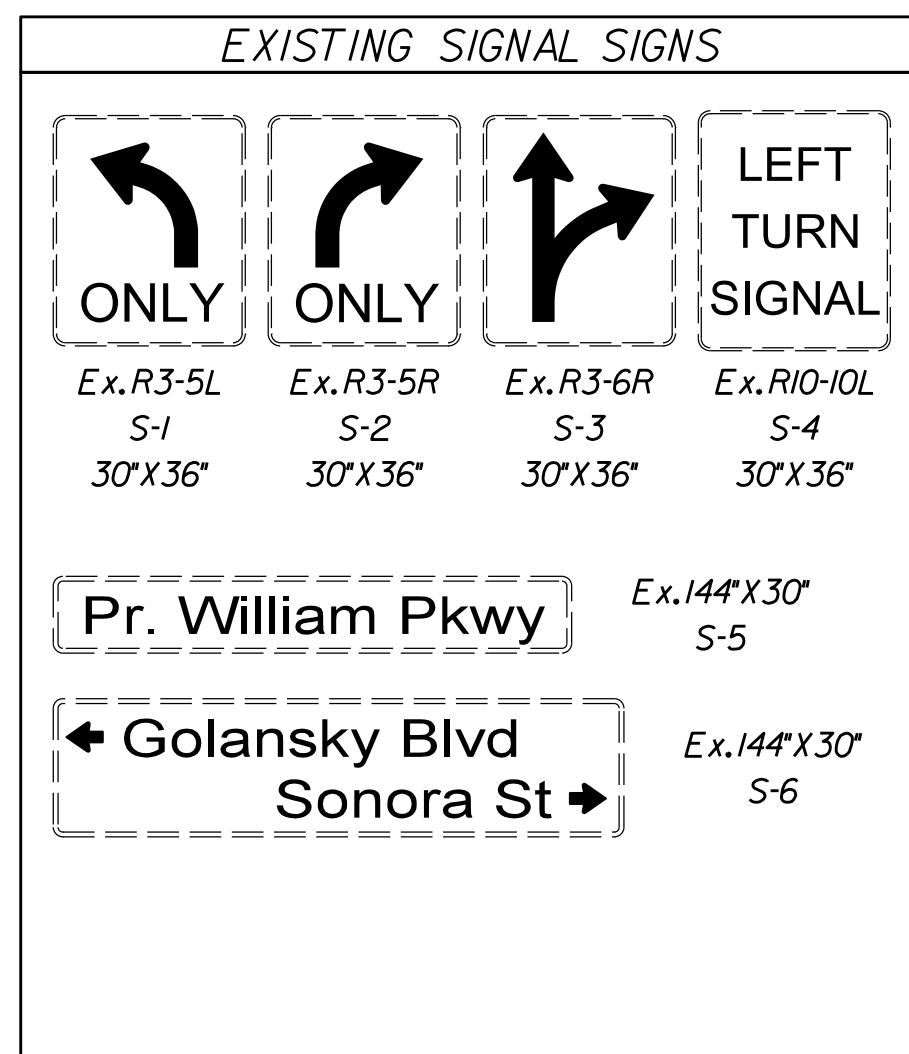 EXISTING SIGNAL SIGNS
ONLY
ONLY
LEFT
TURN
SIGNAL
Ex.R3-5L
S-1
30"X36"
Ex.R3-5R
S-2
30"X36"
Ex.R3-6R
S-3
30"X36"
Ex.R10-10L
S-4
30"X36"
Pr. William Pkwy
Ex.144"X30"
S-5
Golansky Blvd
Sonora St
Ex.144"X30"
S-6